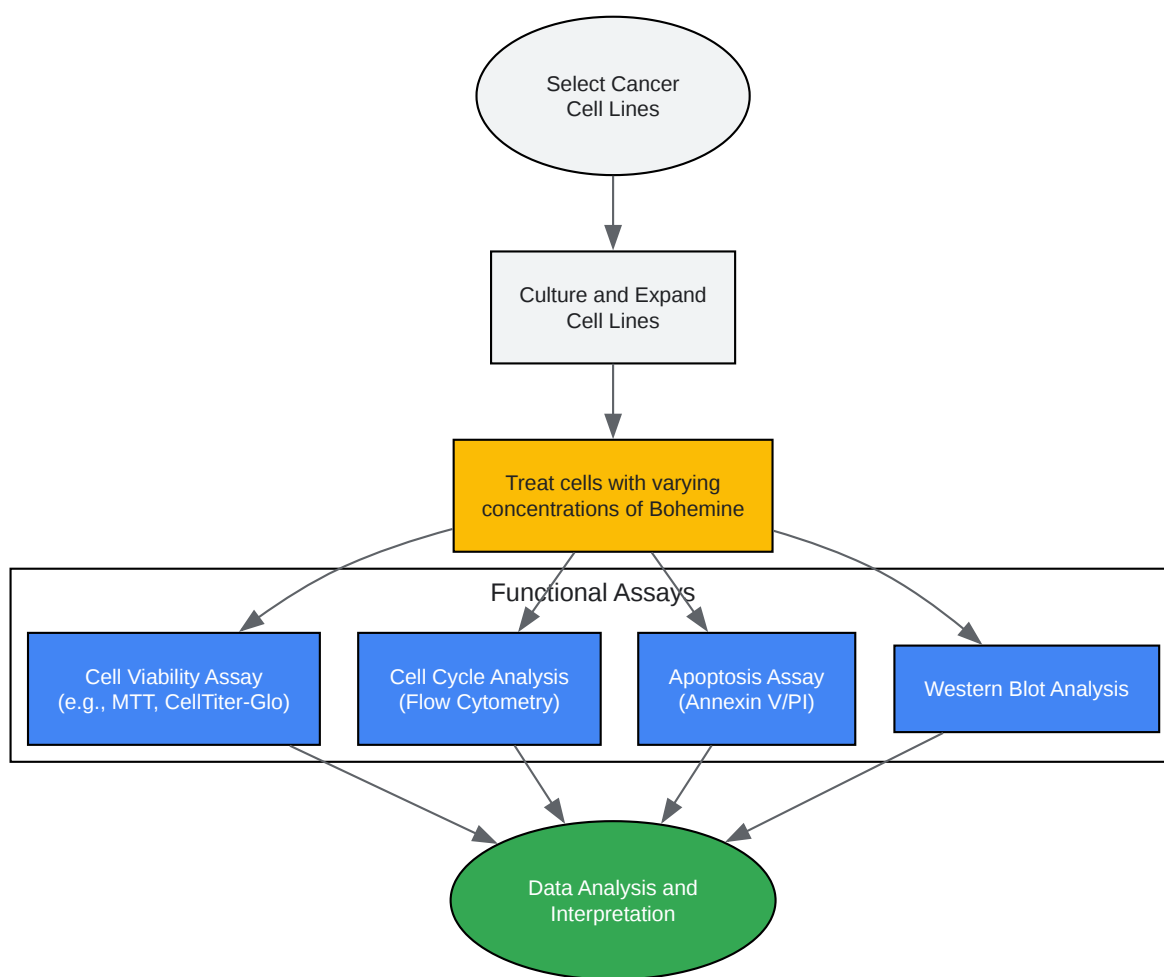 Select Cancer
Cell Lines
Culture and Expand
Cell Lines
Treat cells with varying
concentrations of Bohemine
Functional Assays
Cell Viability Assay
(e.g., MTT, CellTiter-Glo)
Cell Cycle Analysis
(Flow Cytometry)
Apoptosis Assay
(Annexin V/PI)
Western Blot Analysis
Data Analysis and
Interpretation